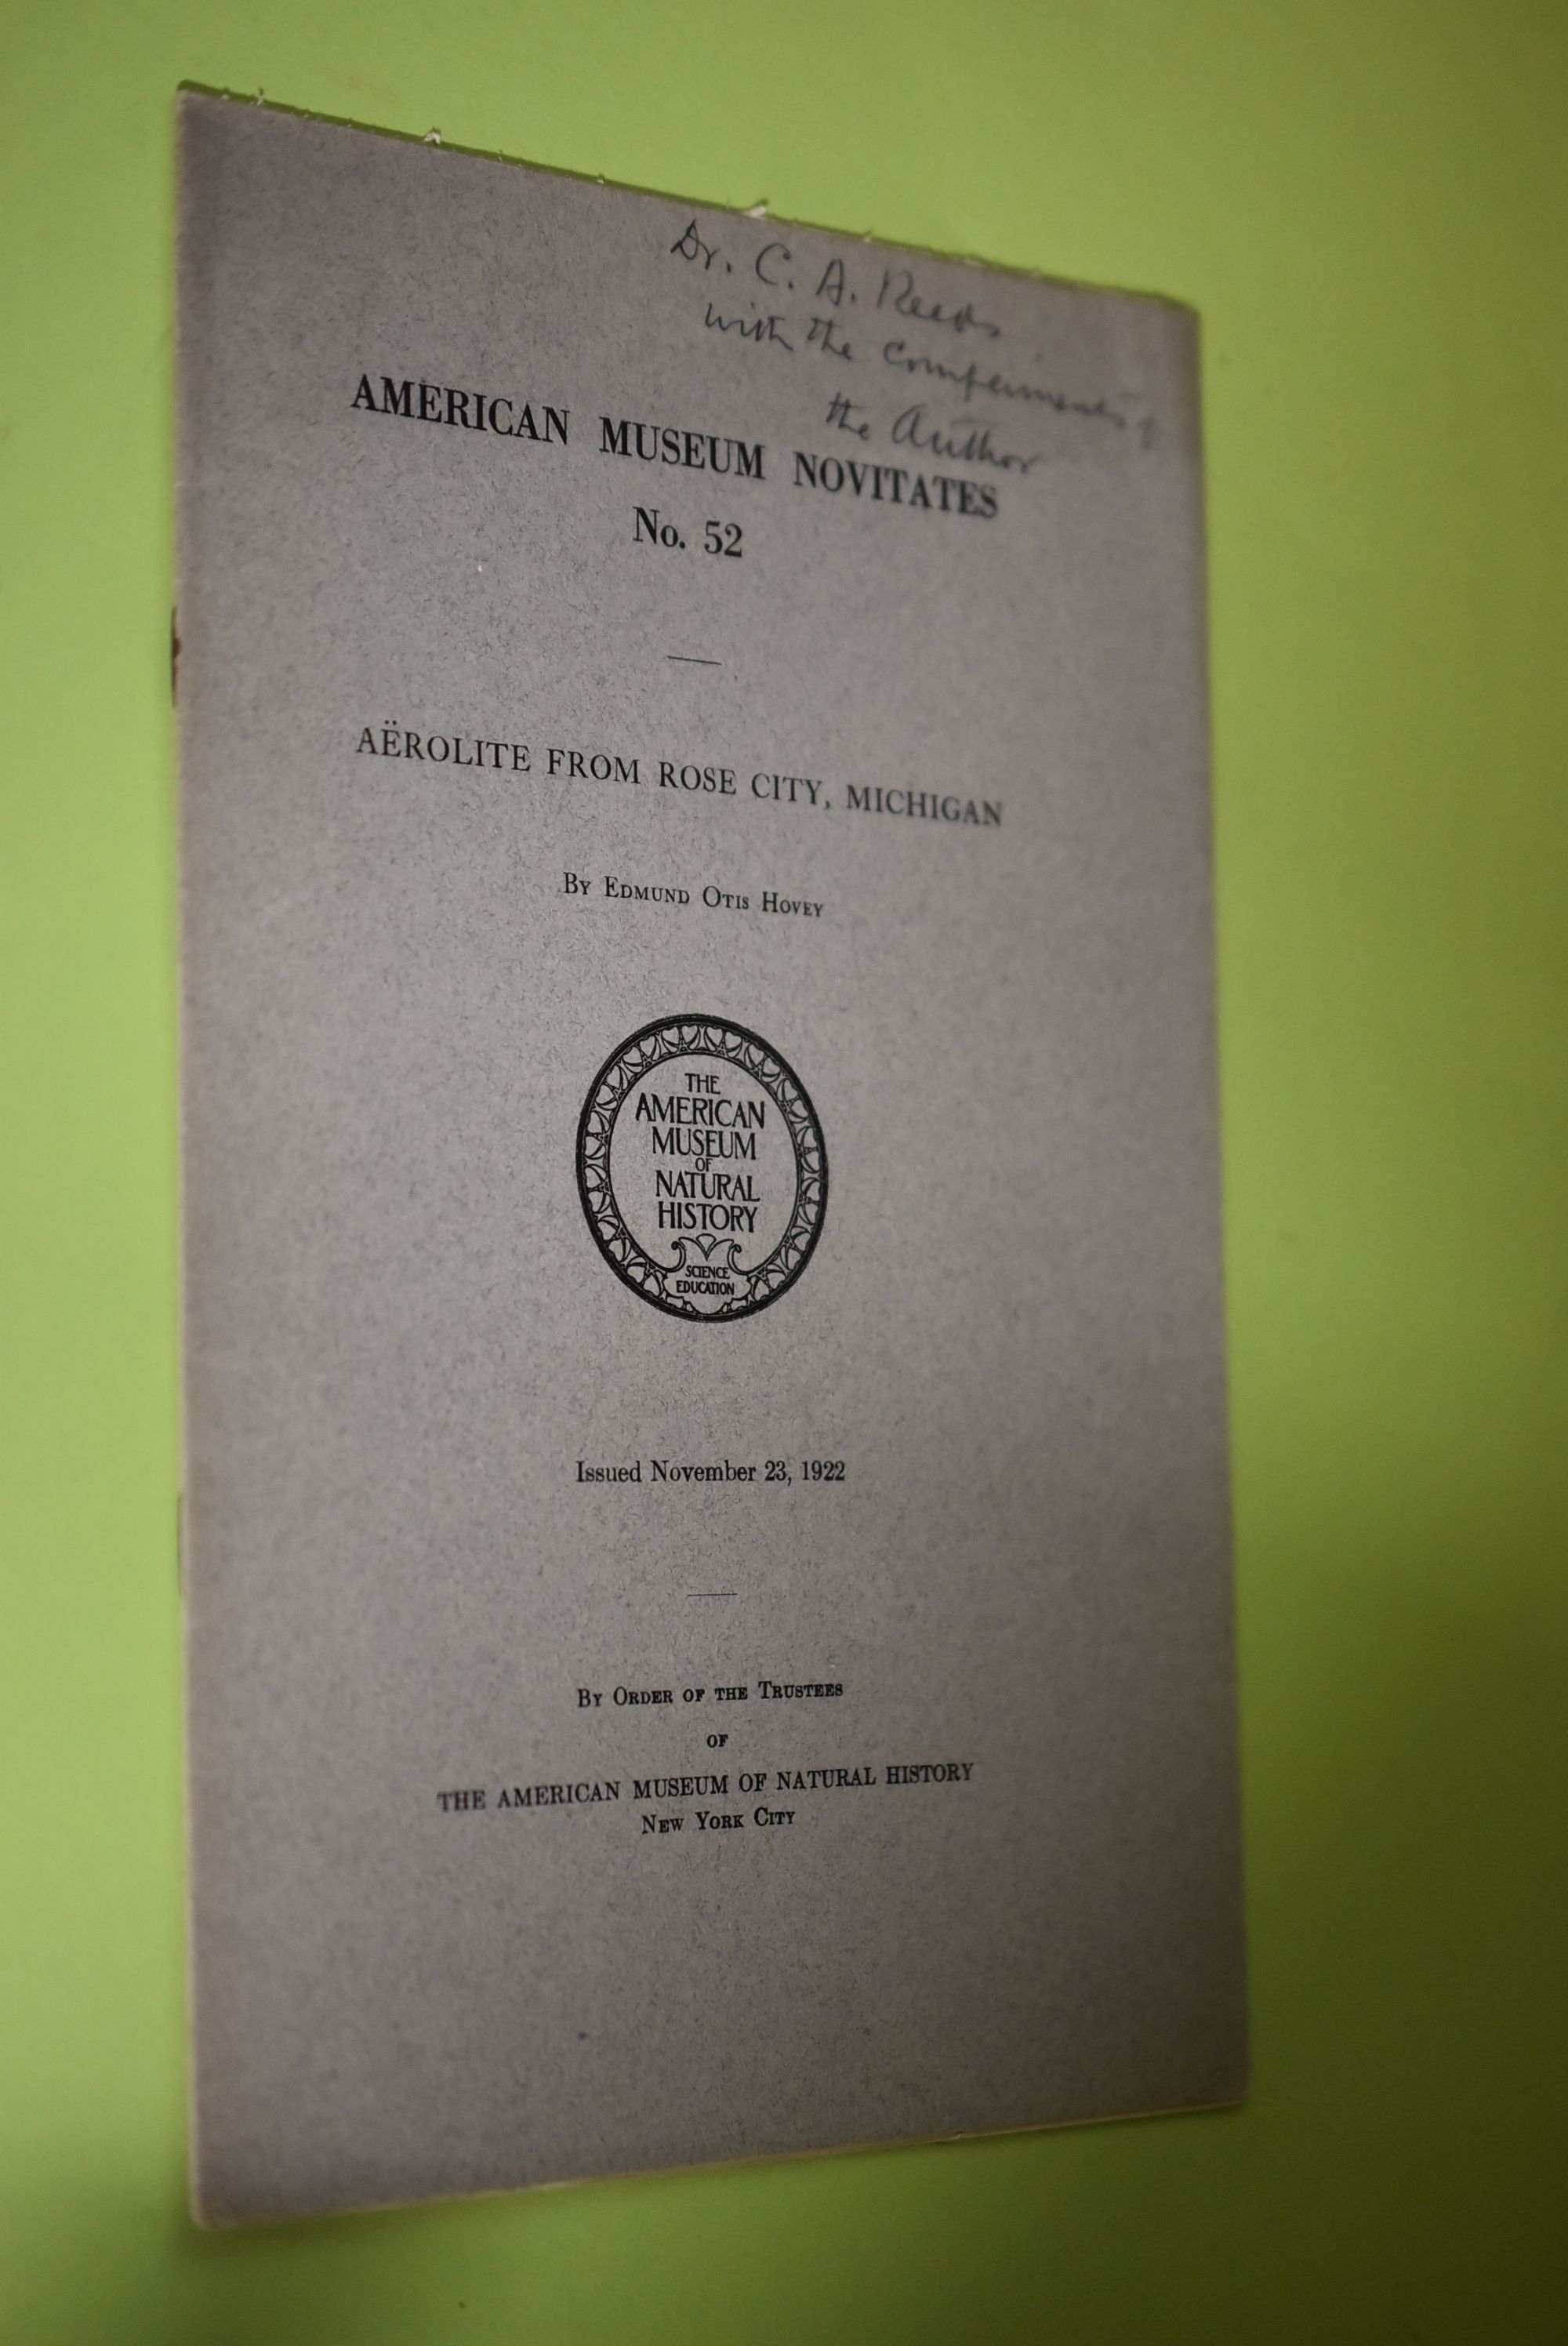 Dr. C. A. Reeds
with the compliments of
the Author
AMERICAN MUSEUM NOVITATES
No. 52
AËROLITE FROM ROSE CITY, MICHIGAN
By Edmund Otis Hovey
THE
AMERICAN
MUSEUM
OF
NATURAL
HISTORY
SCIENCE
EDUCATION
Issued November 23, 1922
By Order of the Trustees
OF
THE AMERICAN MUSEUM OF NATURAL HISTORY
New York City